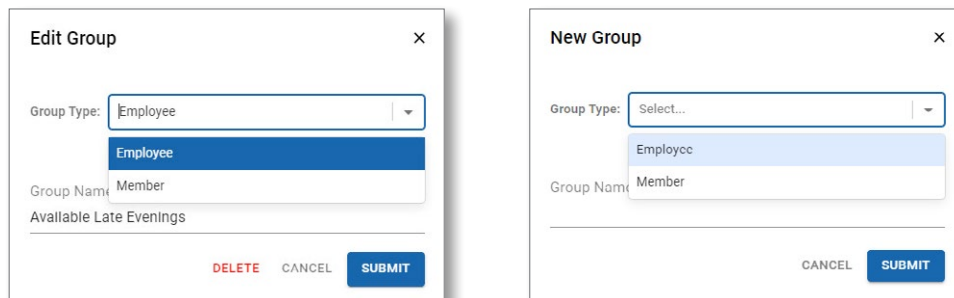 Edit Group
Group Type: Employee
Employee
Member
Group Name
Available Late Evenings
DELETE CANCEL SUBMIT
New Group
Group Type: Select...
Employee
Member
Group Name
CANCEL SUBMIT